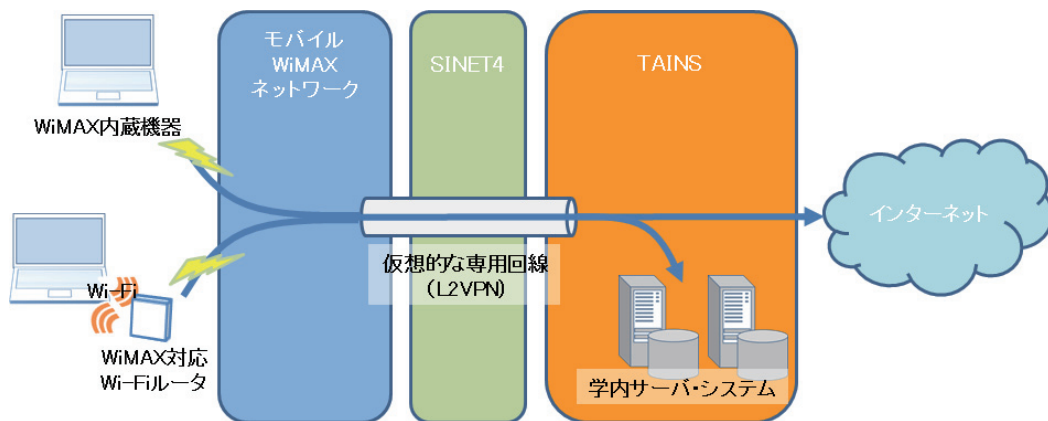 WiMAX内蔵機器
Wi-Fi
WiMAX対応
Wi-Fiルータ
モバイル
WiMAX
ネットワーク
SINET4
仮想的な専用回線
（L2VPN）
TAINS
学内サーバ・システム
インターネット